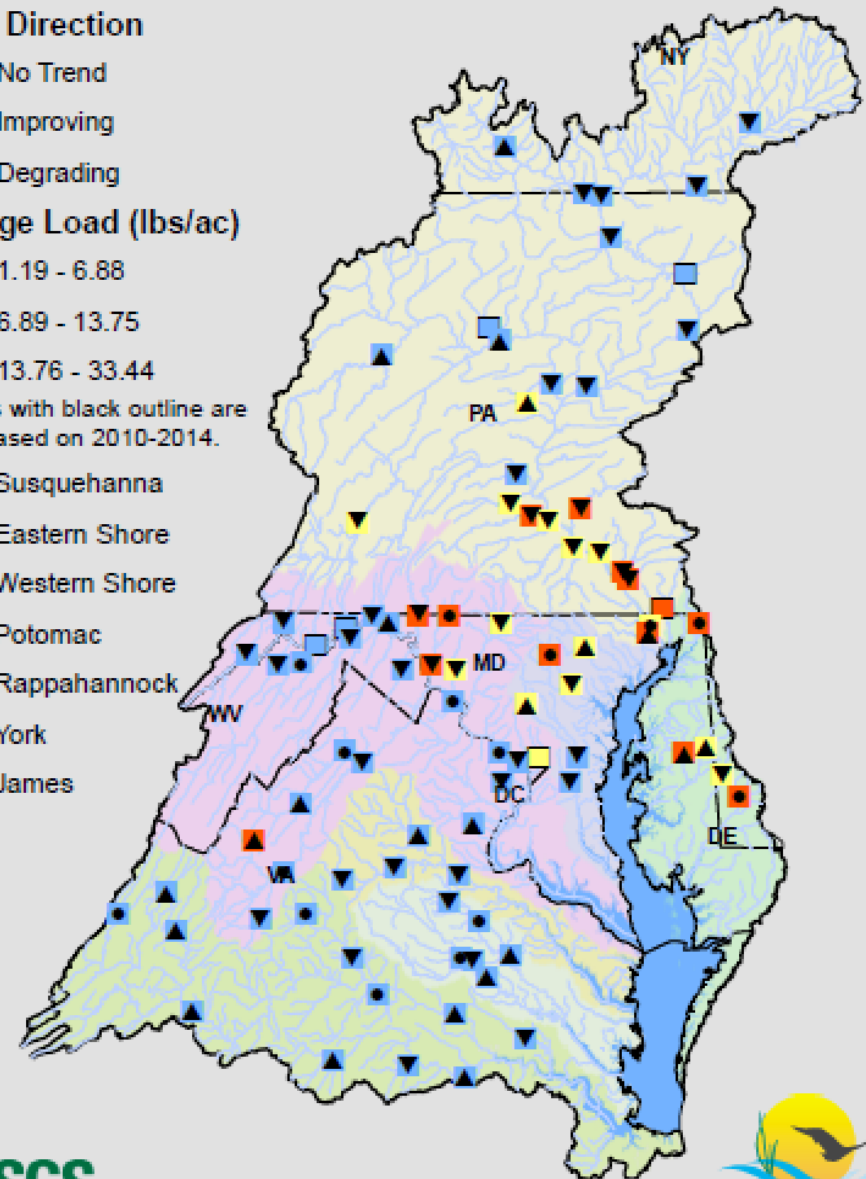 Direction
No Trend
Improving
Degrading
ge Load (lbs/ac)
1.19 - 6.88
6.89 - 13.75
13.76 - 33.44
s with black outline are
ased on 2010-2014.
Susquehanna
Eastern Shore
Western Shore
Potomac
Rappahannock
York
James
NY
PA
MD
WV
DC
DE
VA
SGS